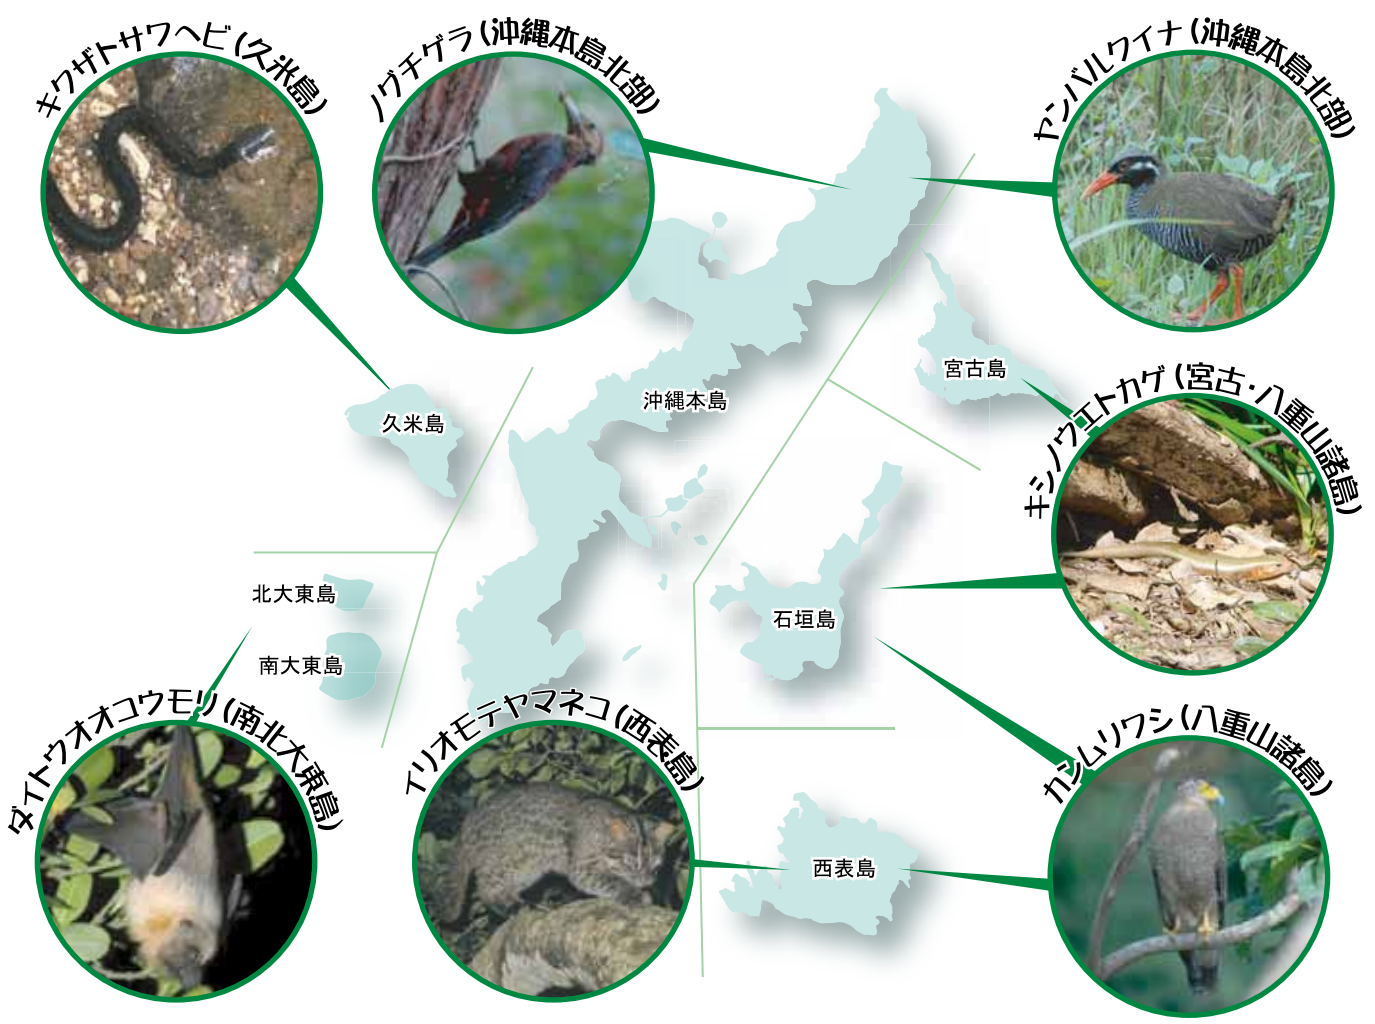 キクザトサワヘビ（久米島）
ノグチゲラ（沖縄本島北部）
ヤンバルクイナ（沖縄本島北部）
宮古島
沖縄本島
久米島
キシノウエトカゲ（宮古・八重山諸島）
北大東島
石垣島
南大東島
ダイトウオオコウモリ（南北大東島）
イリオモテヤマネコ（西表島）
カンムリワシ（八重山諸島）
西表島